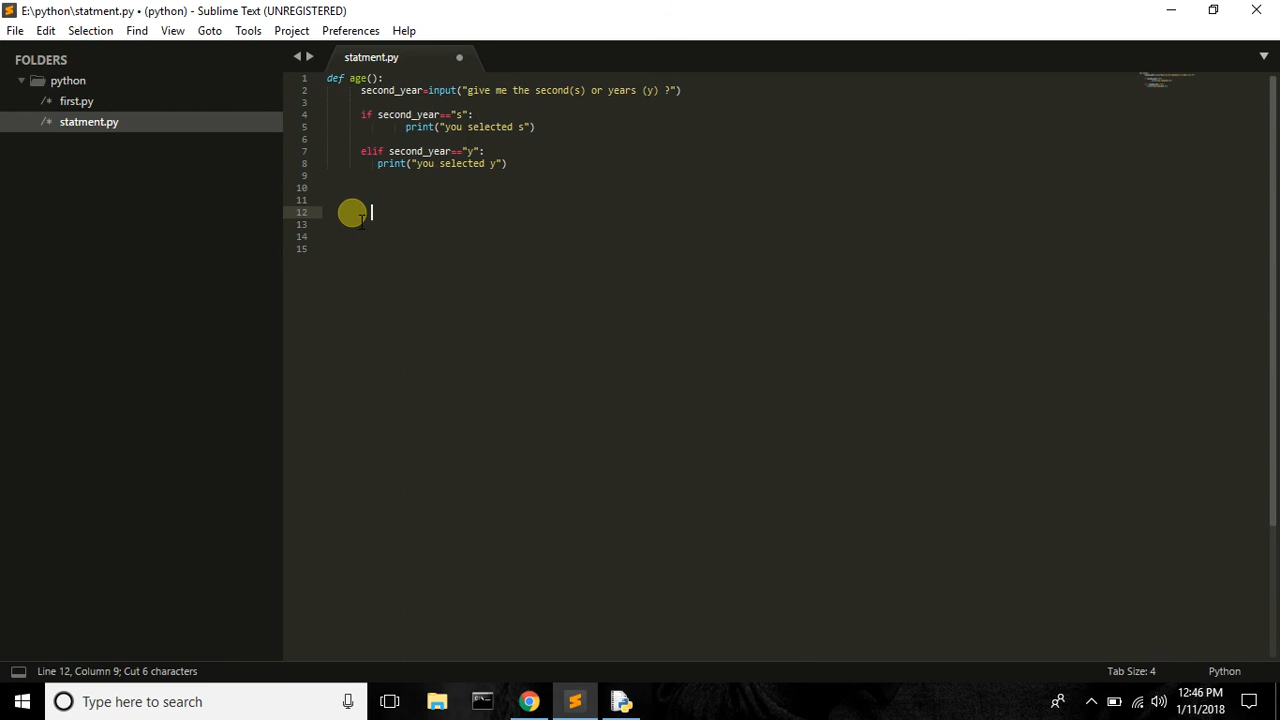 E:\python\statment.py • (python) - Sublime Text (UNREGISTERED)
File Edit Selection Find View Goto Tools Project Preferences Help
FOLDERS
python
first.py
statment.py
statment.py
1 def age():
2 second_year=input("give me the second(s) or years (y) ?")
3
4 if second_year=="s":
5 print("you selected s")
6
7 elif second_year=="y":
8 print("you selected y")
9
10
11
12
13
14
15
Line 12, Column 9; Cut 6 characters
Tab Size: 4
Python
Type here to search
12:46 PM
1/11/2018